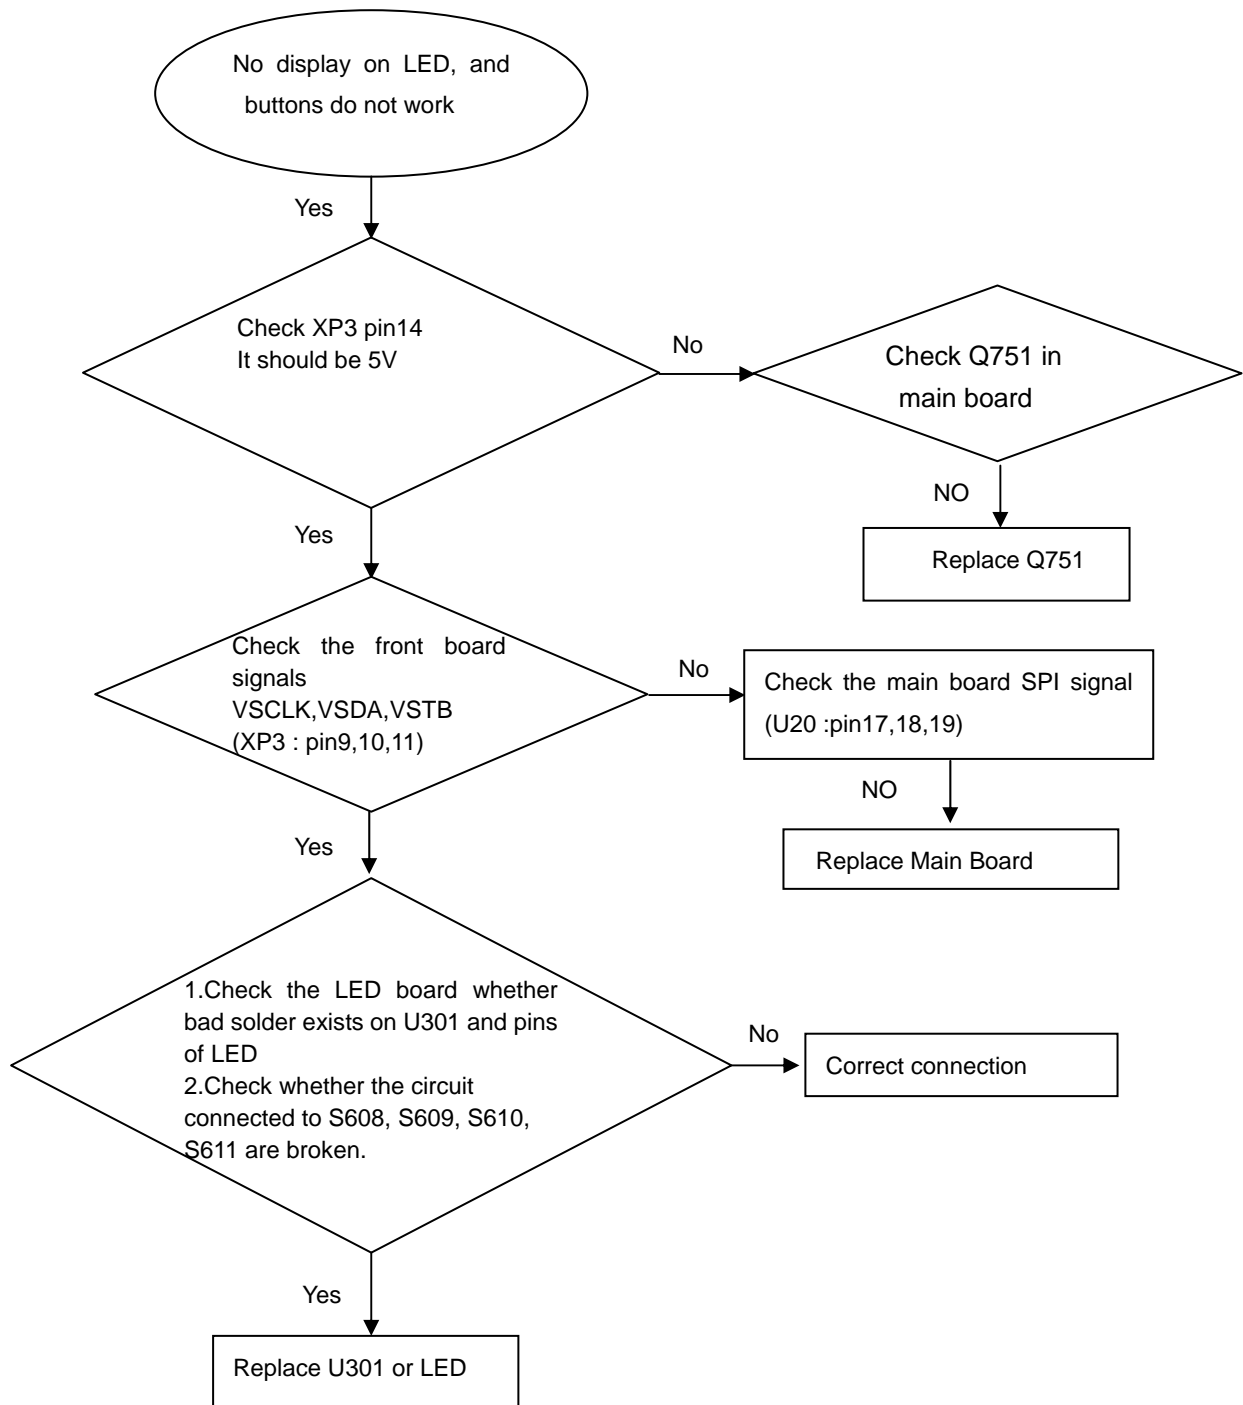 No display on LED, and
buttons do not work
Yes
Check XP3 pin14
It should be 5V
No
Check Q751 in
main board
NO
Replace Q751
Yes
Check the front board
signals
VSCLK,VSDA,VSTB
(XP3 : pin9,10,11)
No
Check the main board SPI signal
(U20 :pin17,18,19)
NO
Replace Main Board
Yes
1.Check the LED board whether
bad solder exists on U301 and pins
of LED
2.Check whether the circuit
connected to S608, S609, S610,
S611 are broken.
No
Correct connection
Yes
Replace U301 or LED